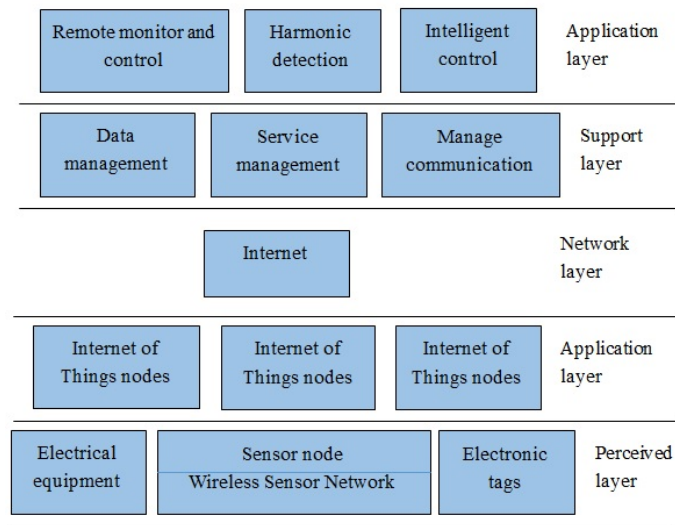 Remote monitor and
control
Harmonic
detection
Intelligent
control
Application
layer
Data
management
Service
management
Manage
communication
Support
layer
Internet
Network
layer
Internet of
Things nodes
Internet of
Things nodes
Internet of
Things nodes
Application
layer
Electrical
equipment
Sensor node
Wireless Sensor Network
Electronic
tags
Perceived
layer